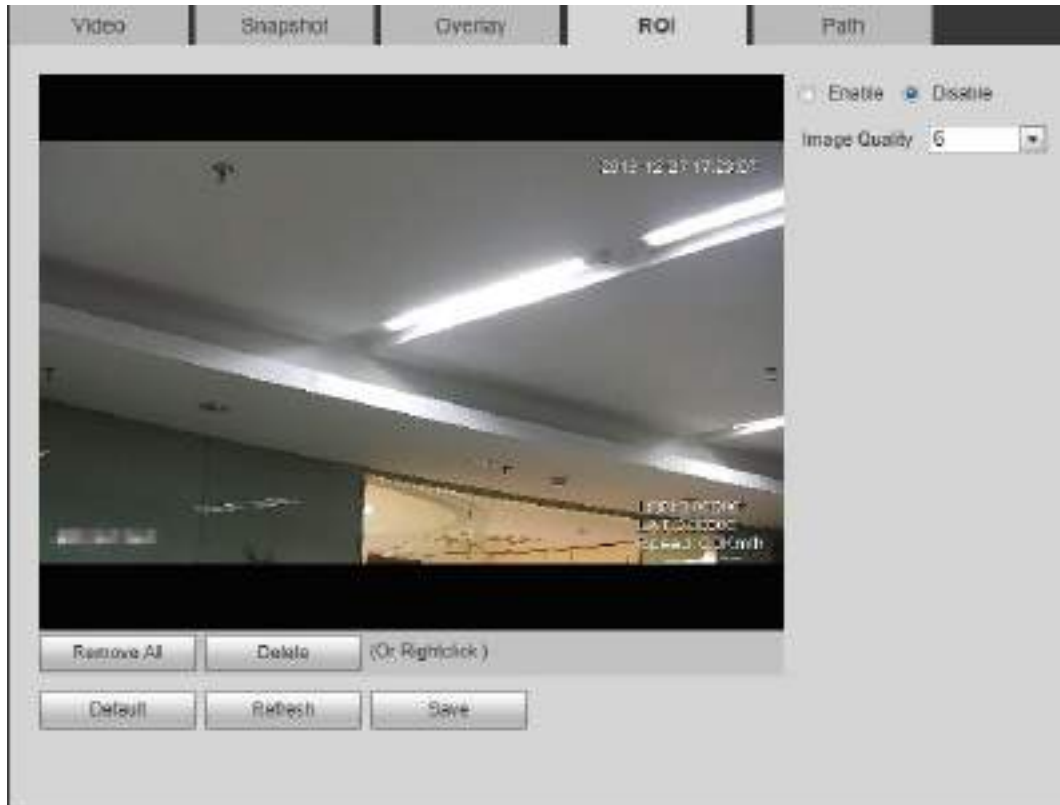 Video Snapshot Overlay ROI Path
Enable Disable
Image Quality 6
Remove All Delete (Or Rightclick )
Default Refresh Save